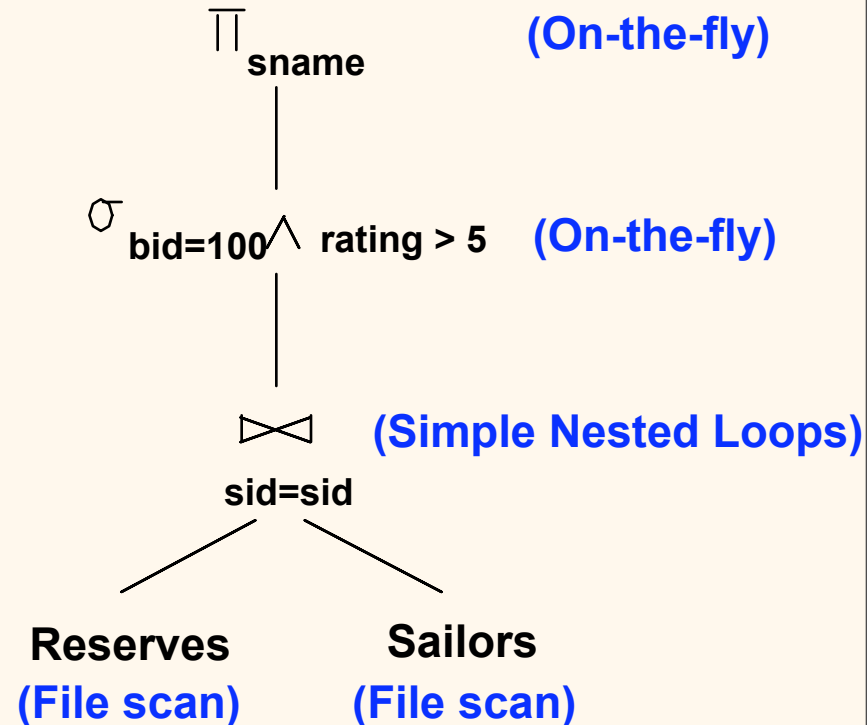 π sname (On-the-fly)
σ bid=100 ∧ rating > 5 (On-the-fly)
⋈ (Simple Nested Loops)
sid=sid
Reserves Sailors
(File scan) (File scan)